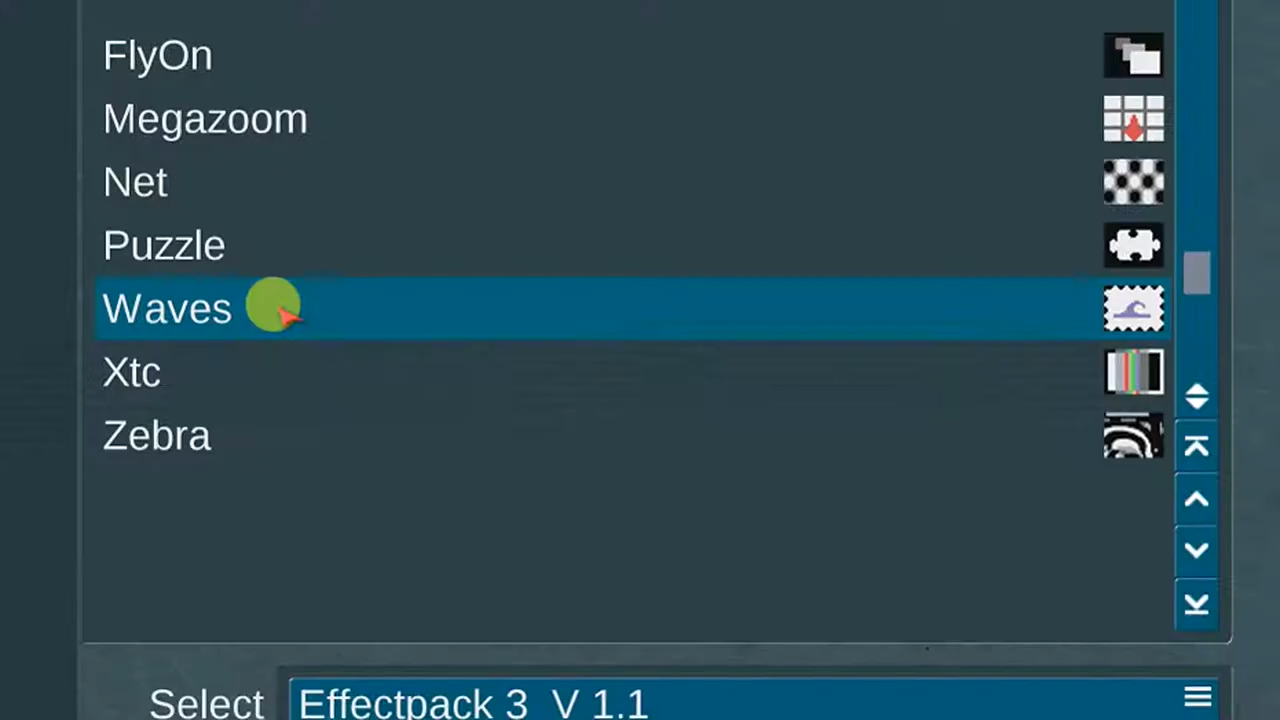 FlyOn
Megazoom
Net
Puzzle
Waves
Xtc
Zebra
Select Effectpack 3 V 1.1